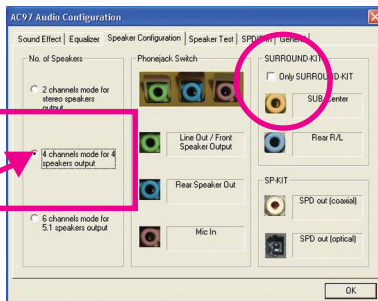 AC97 Audio Configuration
Sound Effect
Equalizer
Speaker Configuration
Speaker Test
General
No. of Speakers
2 channels mode for
stereo speakers
output
4 channels mode for 4
speakers output
6 channels mode for
5.1 speakers output
Phonejack Switch
Line Out / Front
Speaker Output
Rear Speaker Out
Mic In
SURROUND-KIT
Only SURROUND-KIT
Center
Rear R/L
SP-KIT
SPD out (coaxial)
SPD out (optical)
OK